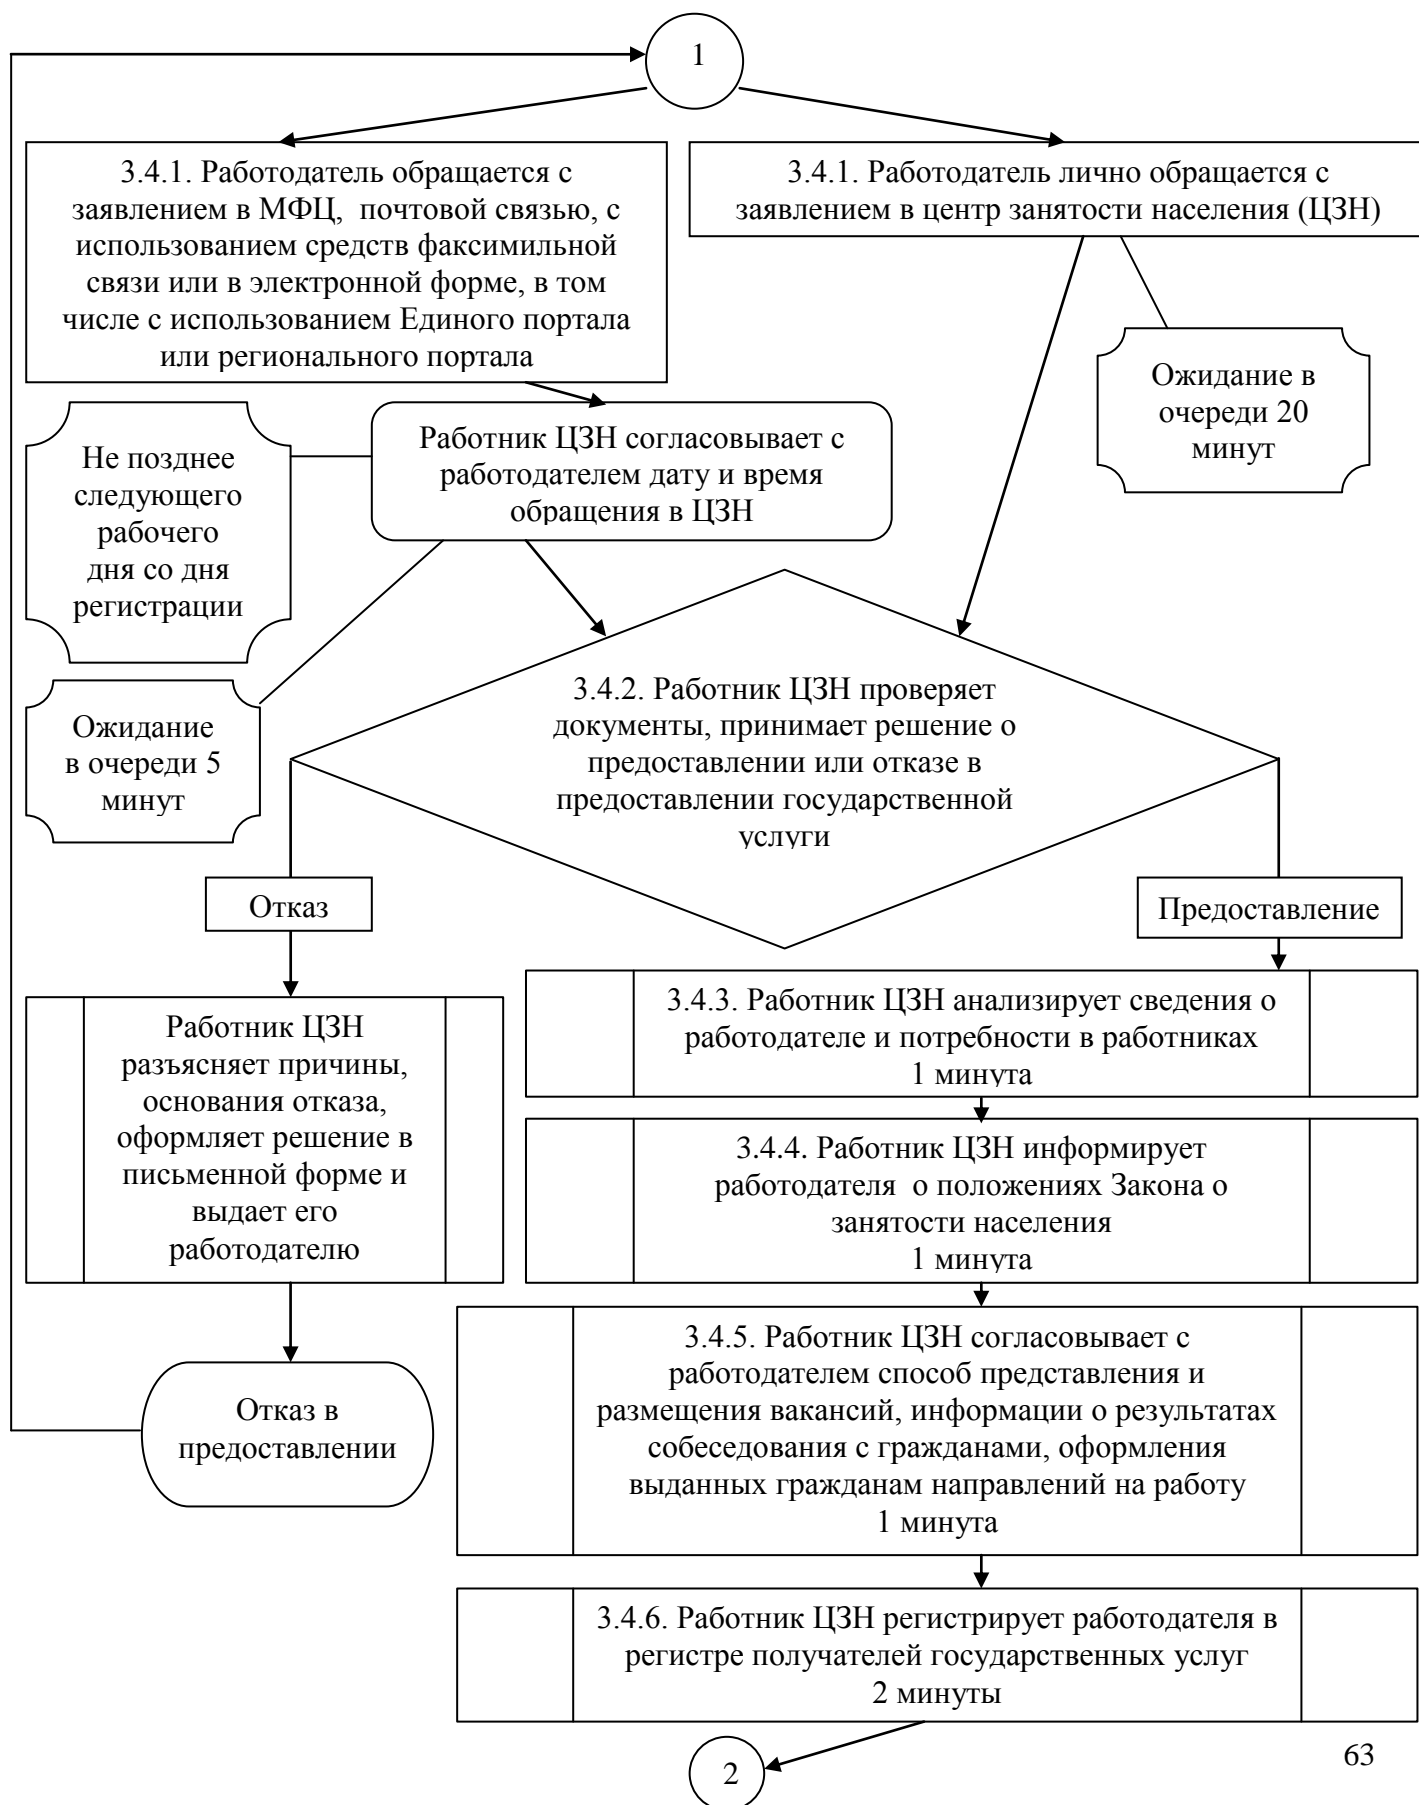 1
3.4.1. Работодатель обращается с
заявлением в МФЦ,  почтовой связью, с
использованием средств факсимильной
связи или в электронной форме, в том
числе с использованием Единого портала
или регионального портала
3.4.1. Работодатель лично обращается с
заявлением в центр занятости населения (ЦЗН)
Ожидание в
очереди 20
минут
Работник ЦЗН согласовывает с
работодателем дату и время
обращения в ЦЗН
Не позднее
следующего
рабочего
дня со дня
регистрации
Ожидание
в очереди 5
минут
3.4.2. Работник ЦЗН проверяет
документы, принимает решение о
предоставлении или отказе в
предоставлении государственной
услуги
Отказ
Предоставление
Работник ЦЗН
разъясняет причины,
основания отказа,
оформляет решение в
письменной форме и
выдает его
работодателю
Отказ в
предоставлении
3.4.3. Работник ЦЗН анализирует сведения о
работодателе и потребности в работниках
1 минута
3.4.4. Работник ЦЗН информирует
работодателя  о положениях Закона о
занятости населения
1 минута
3.4.5. Работник ЦЗН согласовывает с
работодателем способ представления и
размещения вакансий, информации о результатах
собеседования с гражданами, оформления
выданных гражданам направлений на работу
1 минута
3.4.6. Работник ЦЗН регистрирует работодателя в
регистре получателей государственных услуг
2 минуты
2
63